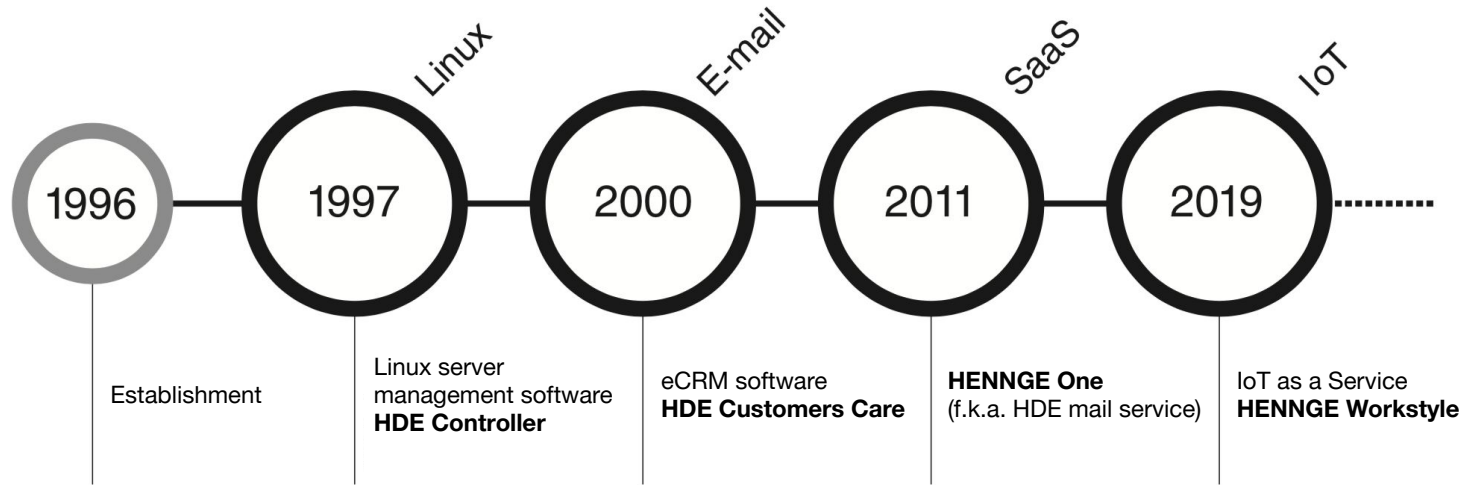 Linux
E-mail
SaaS
IoT
1996
1997
2000
2011
2019
Establishment
Linux server
management software
HDE Controller
eCRM software
HDE Customers Care
HENNGE One
(f.k.a. HDE mail service)
IoT as a Service
HENNGE Workstyle